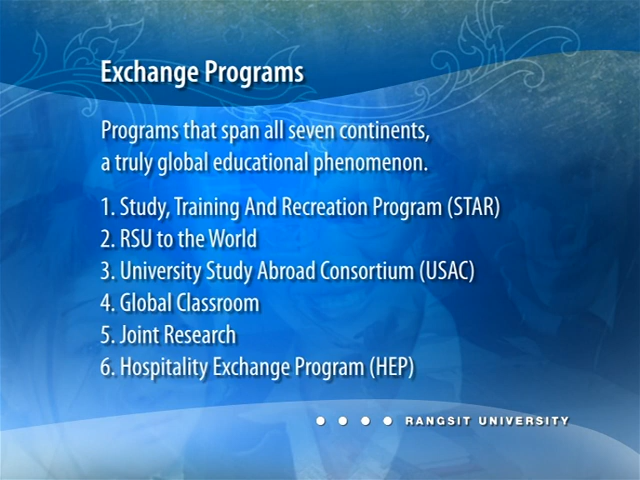 Exchange Programs
Programs that span all seven continents,
a truly global educational phenomenon.
1. Study, Training And Recreation Program (STAR)
2. RSU to the World
3. University Study Abroad Consortium (USAC)
4. Global Classroom
5. Joint Research
6. Hospitality Exchange Program (HEP)
RANGSIT UNIVERSITY